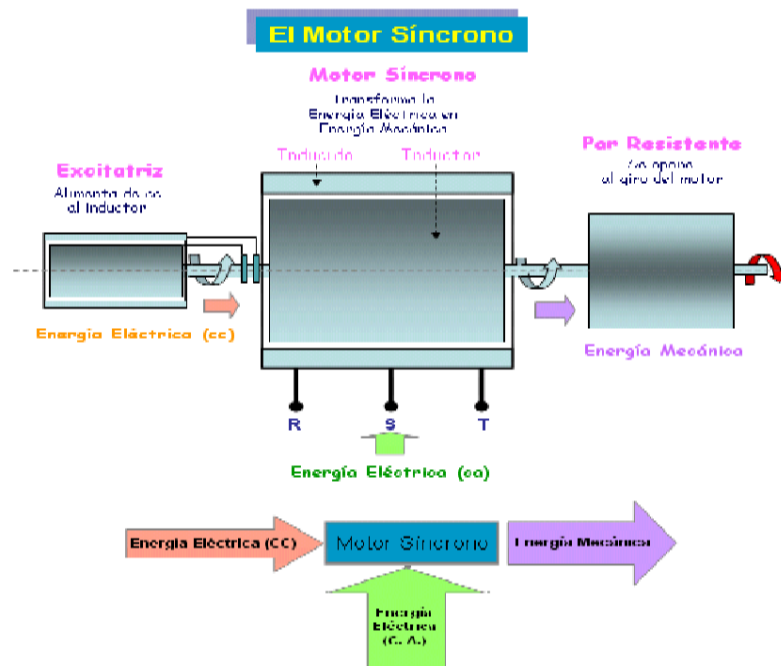 El Motor Síncrono
Motor Síncrono
Transforma la
Energía Eléctrica en
Energía Mecánica
Inducido
Inductor
Par Resistente
Se opone
al giro del motor
Excitatriz
Alimenta de cc
al inductor
Energía Eléctrica (cc)
Energía Mecánica
R S T
Energía Eléctrica (ca)
Energía Eléctrica (CC)
Motor Síncrono
Energía Mecánica
Energía
Eléctrica
(C. A.)